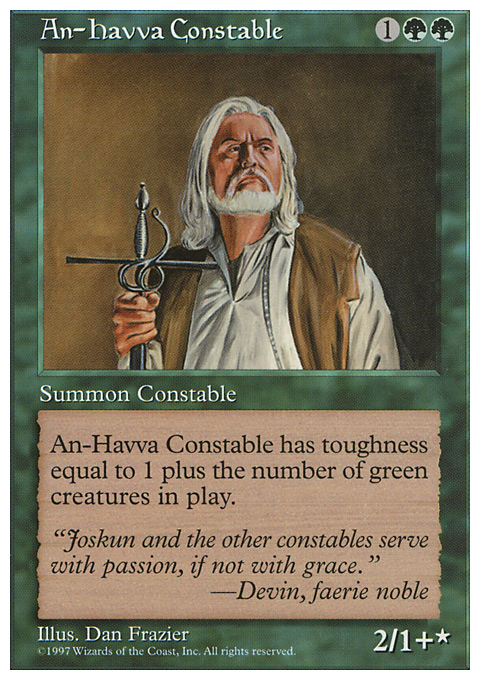 An-Havva Constable 1
Summon Constable
An-Havva Constable has toughness
equal to 1 plus the number of green
creatures in play.
“Joskun and the other constables serve
with passion, if not with grace.”
—Devin, faerie noble
Illus. Dan Frazier
©1997 Wizards of the Coast, Inc. All rights reserved.
2/1+★